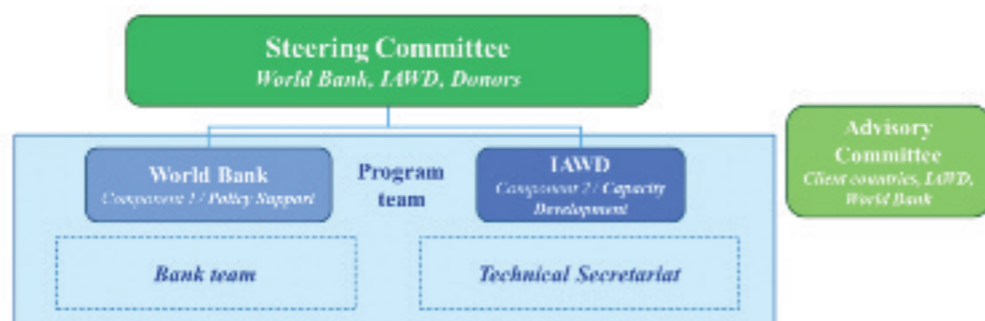 Steering Committee
World Bank, IAWD, Donors
Advisory
Committee
Client countries, IAWD,
World Bank
World Bank
Component 1 / Policy Support
Program
team
IAWD
Component 2 / Capacity
Development
Bank team
Technical Secretariat